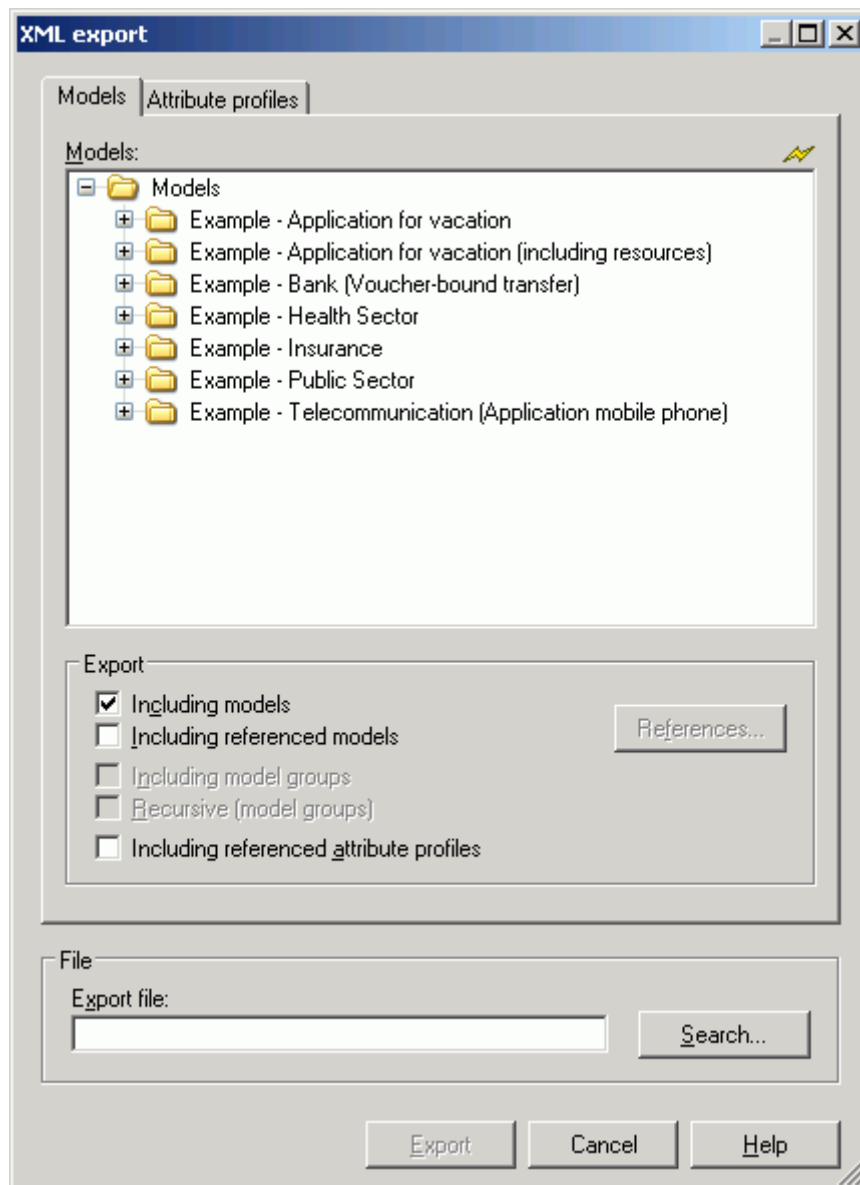 XML export
Models
Attribute profiles
Models:
Models
Example - Application for vacation
Example - Application for vacation (including resources)
Example - Bank (Voucher-bound transfer)
Example - Health Sector
Example - Insurance
Example - Public Sector
Example - Telecommunication (Application mobile phone)
Export
Including models
References...
Including referenced models
Including model groups
Recursive (model groups)
Including referenced attribute profiles
File
Export file:
Search...
Export
Cancel
Help